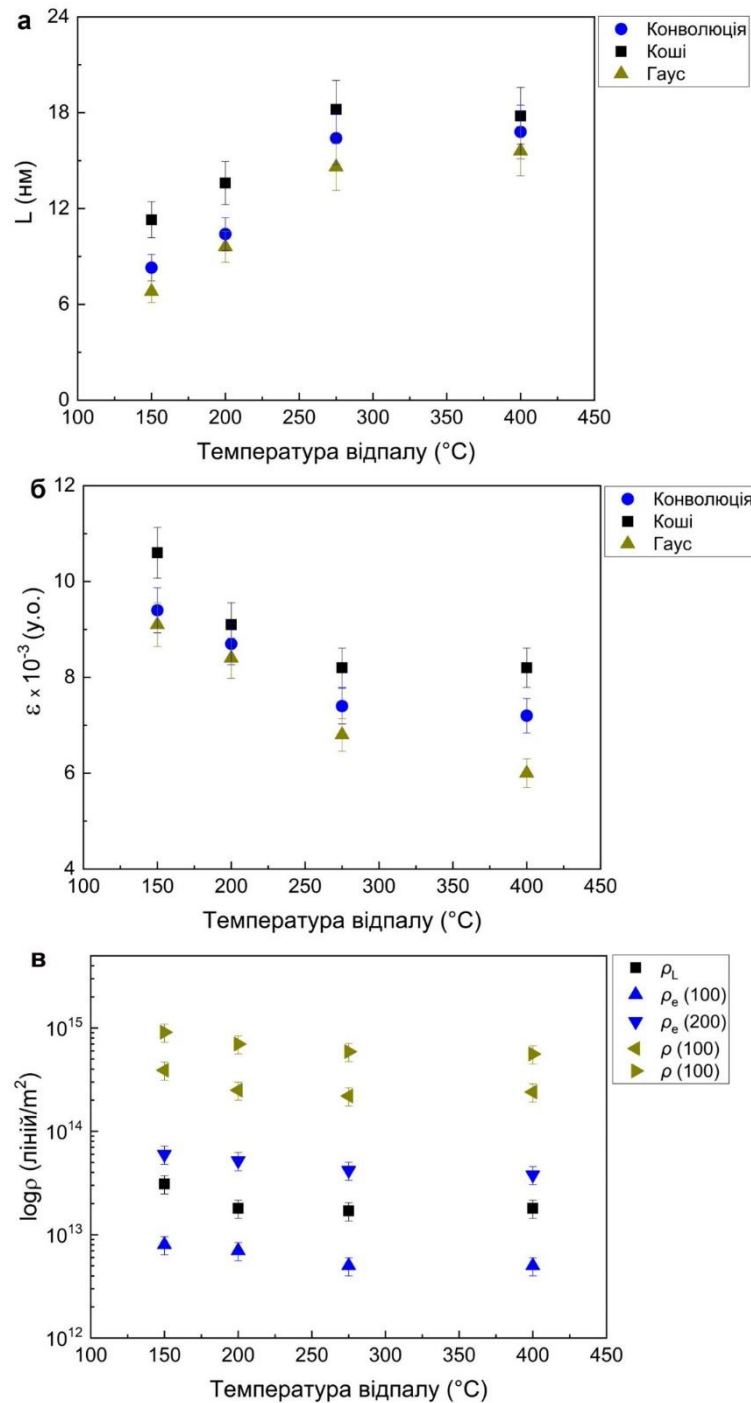 а
24
18
12
6
0
L (нм)
100 150 200 250 300 350 400 450
Температура відпалу (°C)
Конволюція
Коші
Гаус
б
12
10
8
6
4
ε x 10⁻³ (у.о.)
100 150 200 250 300 350 400 450
Температура відпалу (°C)
Конволюція
Коші
Гаус
в
10¹⁵
10¹⁴
10¹³
10¹²
logρ (ліній/m²)
100 150 200 250 300 350 400 450
Температура відпалу (°C)
ρL
ρe (100)
ρe (200)
ρ (100)
ρ (100)